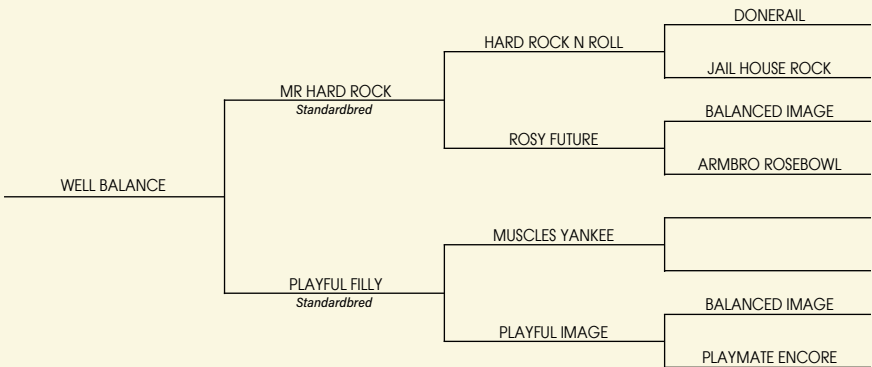 DONERAIL
HARD ROCK N ROLL
JAIL HOUSE ROCK
MR HARD ROCK
Standardbred
BALANCED IMAGE
ROSY FUTURE
ARMBRO ROSEBOWL
WELL BALANCE
MUSCLES YANKEE
PLAYFUL FILLY
Standardbred
BALANCED IMAGE
PLAYFUL IMAGE
PLAYMATE ENCORE